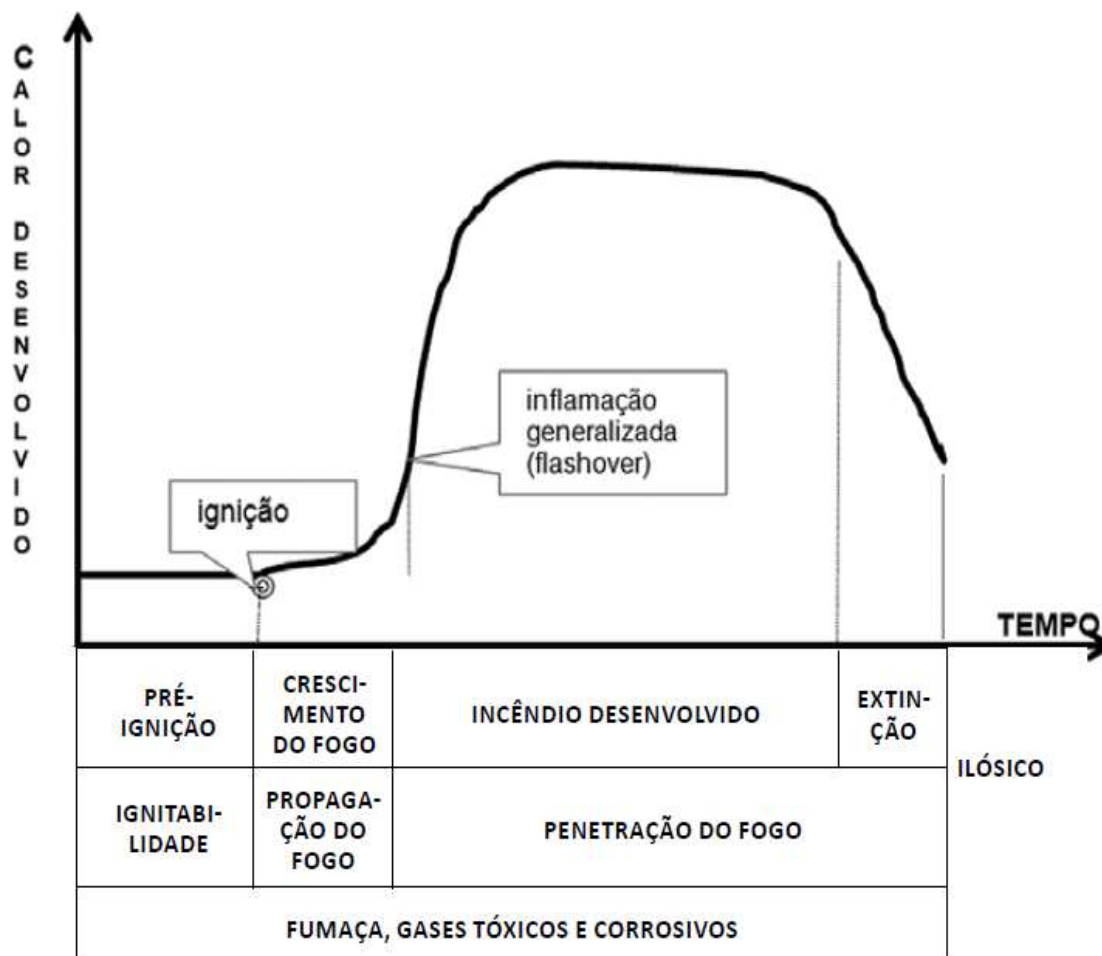 CALOR DESENVOLVIDO
inflamação
generalizada
(flashover)
ignição
TEMPO
PRÉ-
IGNIÇÃO
CRESCI-
MENTO
DO FOGO
INCÊNDIO DESENVOLVIDO
EXTIN-
ÇÃO
ILÓSICO
IGNITABI-
LIDADE
PROPAGA-
ÇÃO DO
FOGO
PENETRAÇÃO DO FOGO
FUMAÇA, GASES TÓXICOS E CORROSIVOS